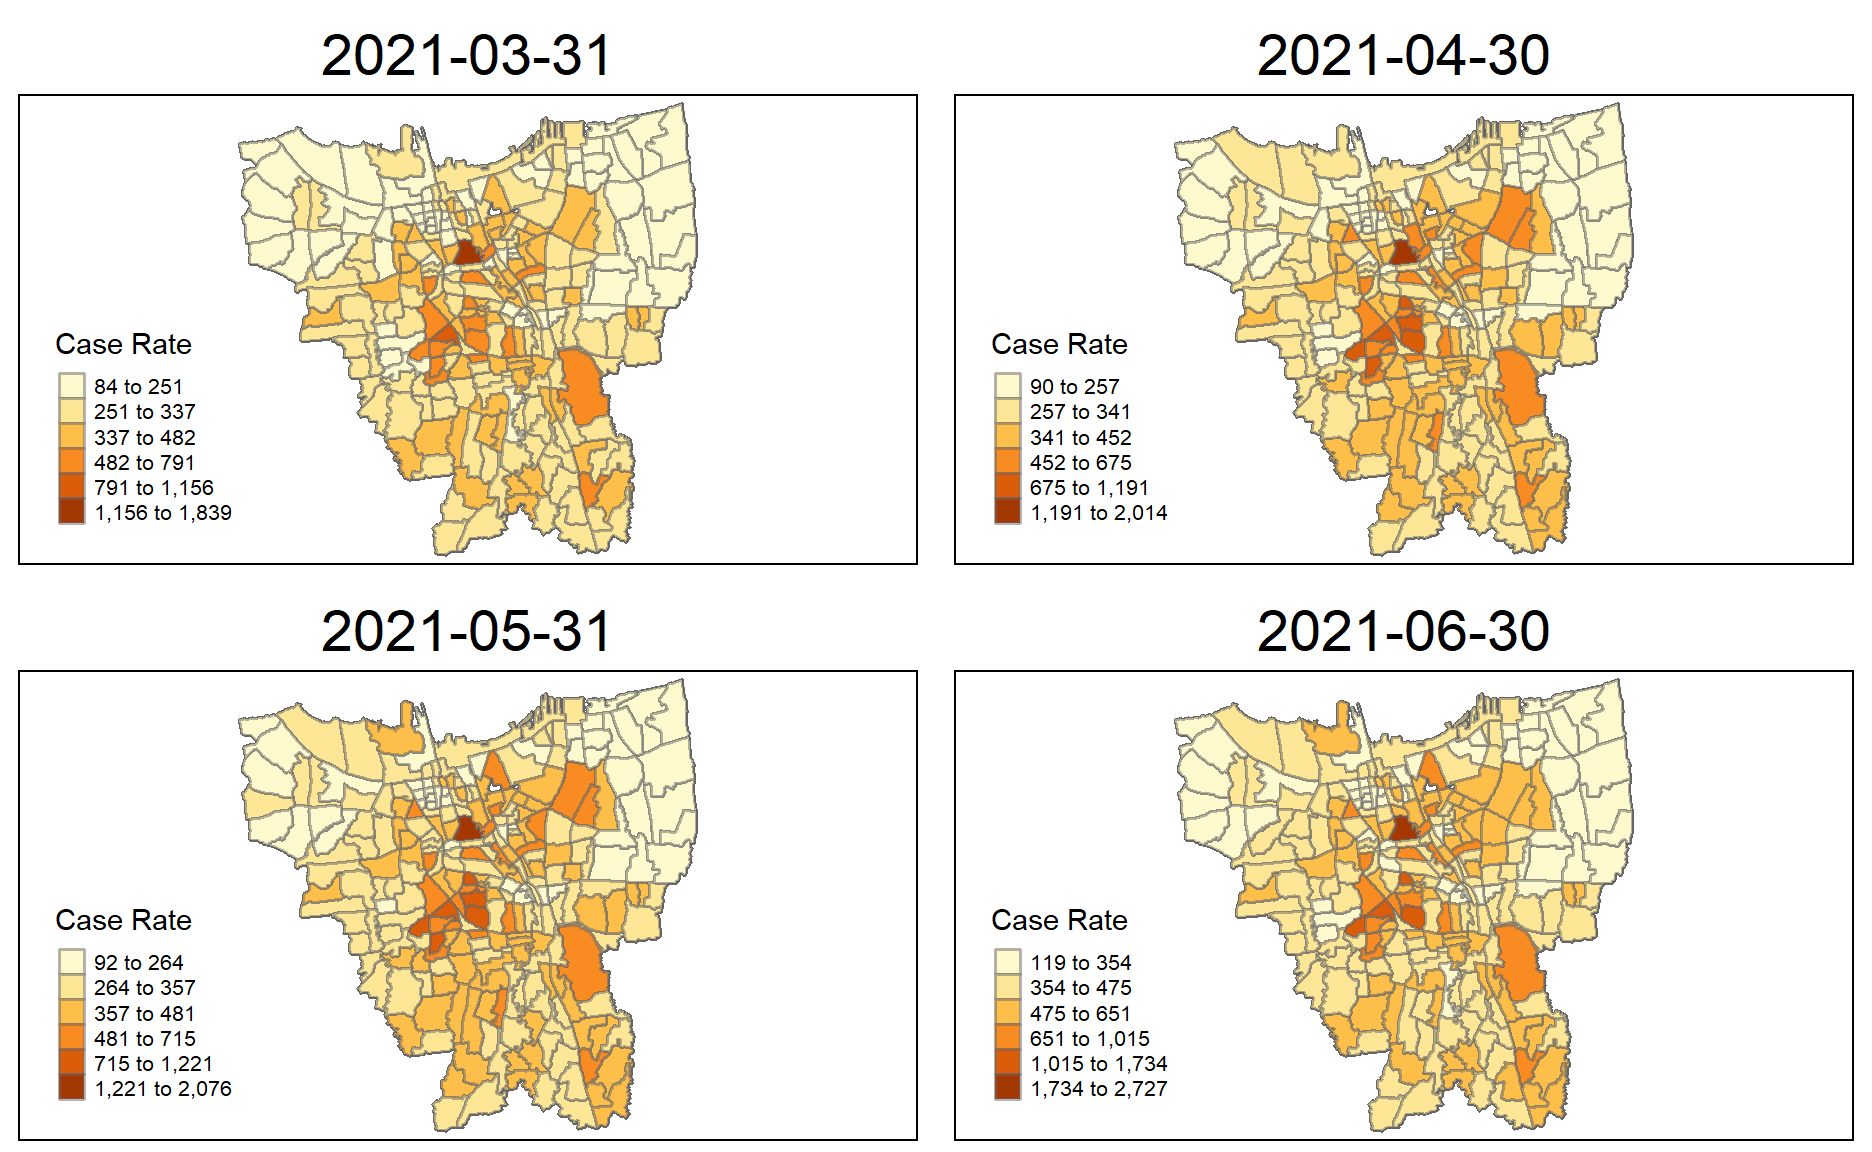 2021-03-31
Case Rate
84 to 251
251 to 337
337 to 482
482 to 791
791 to 1,156
1,156 to 1,839
2021-04-30
Case Rate
90 to 257
257 to 341
341 to 452
452 to 675
675 to 1,191
1,191 to 2,014
2021-05-31
Case Rate
92 to 264
264 to 357
357 to 481
481 to 715
715 to 1,221
1,221 to 2,076
2021-06-30
Case Rate
119 to 354
354 to 475
475 to 651
651 to 1,015
1,015 to 1,734
1,734 to 2,727